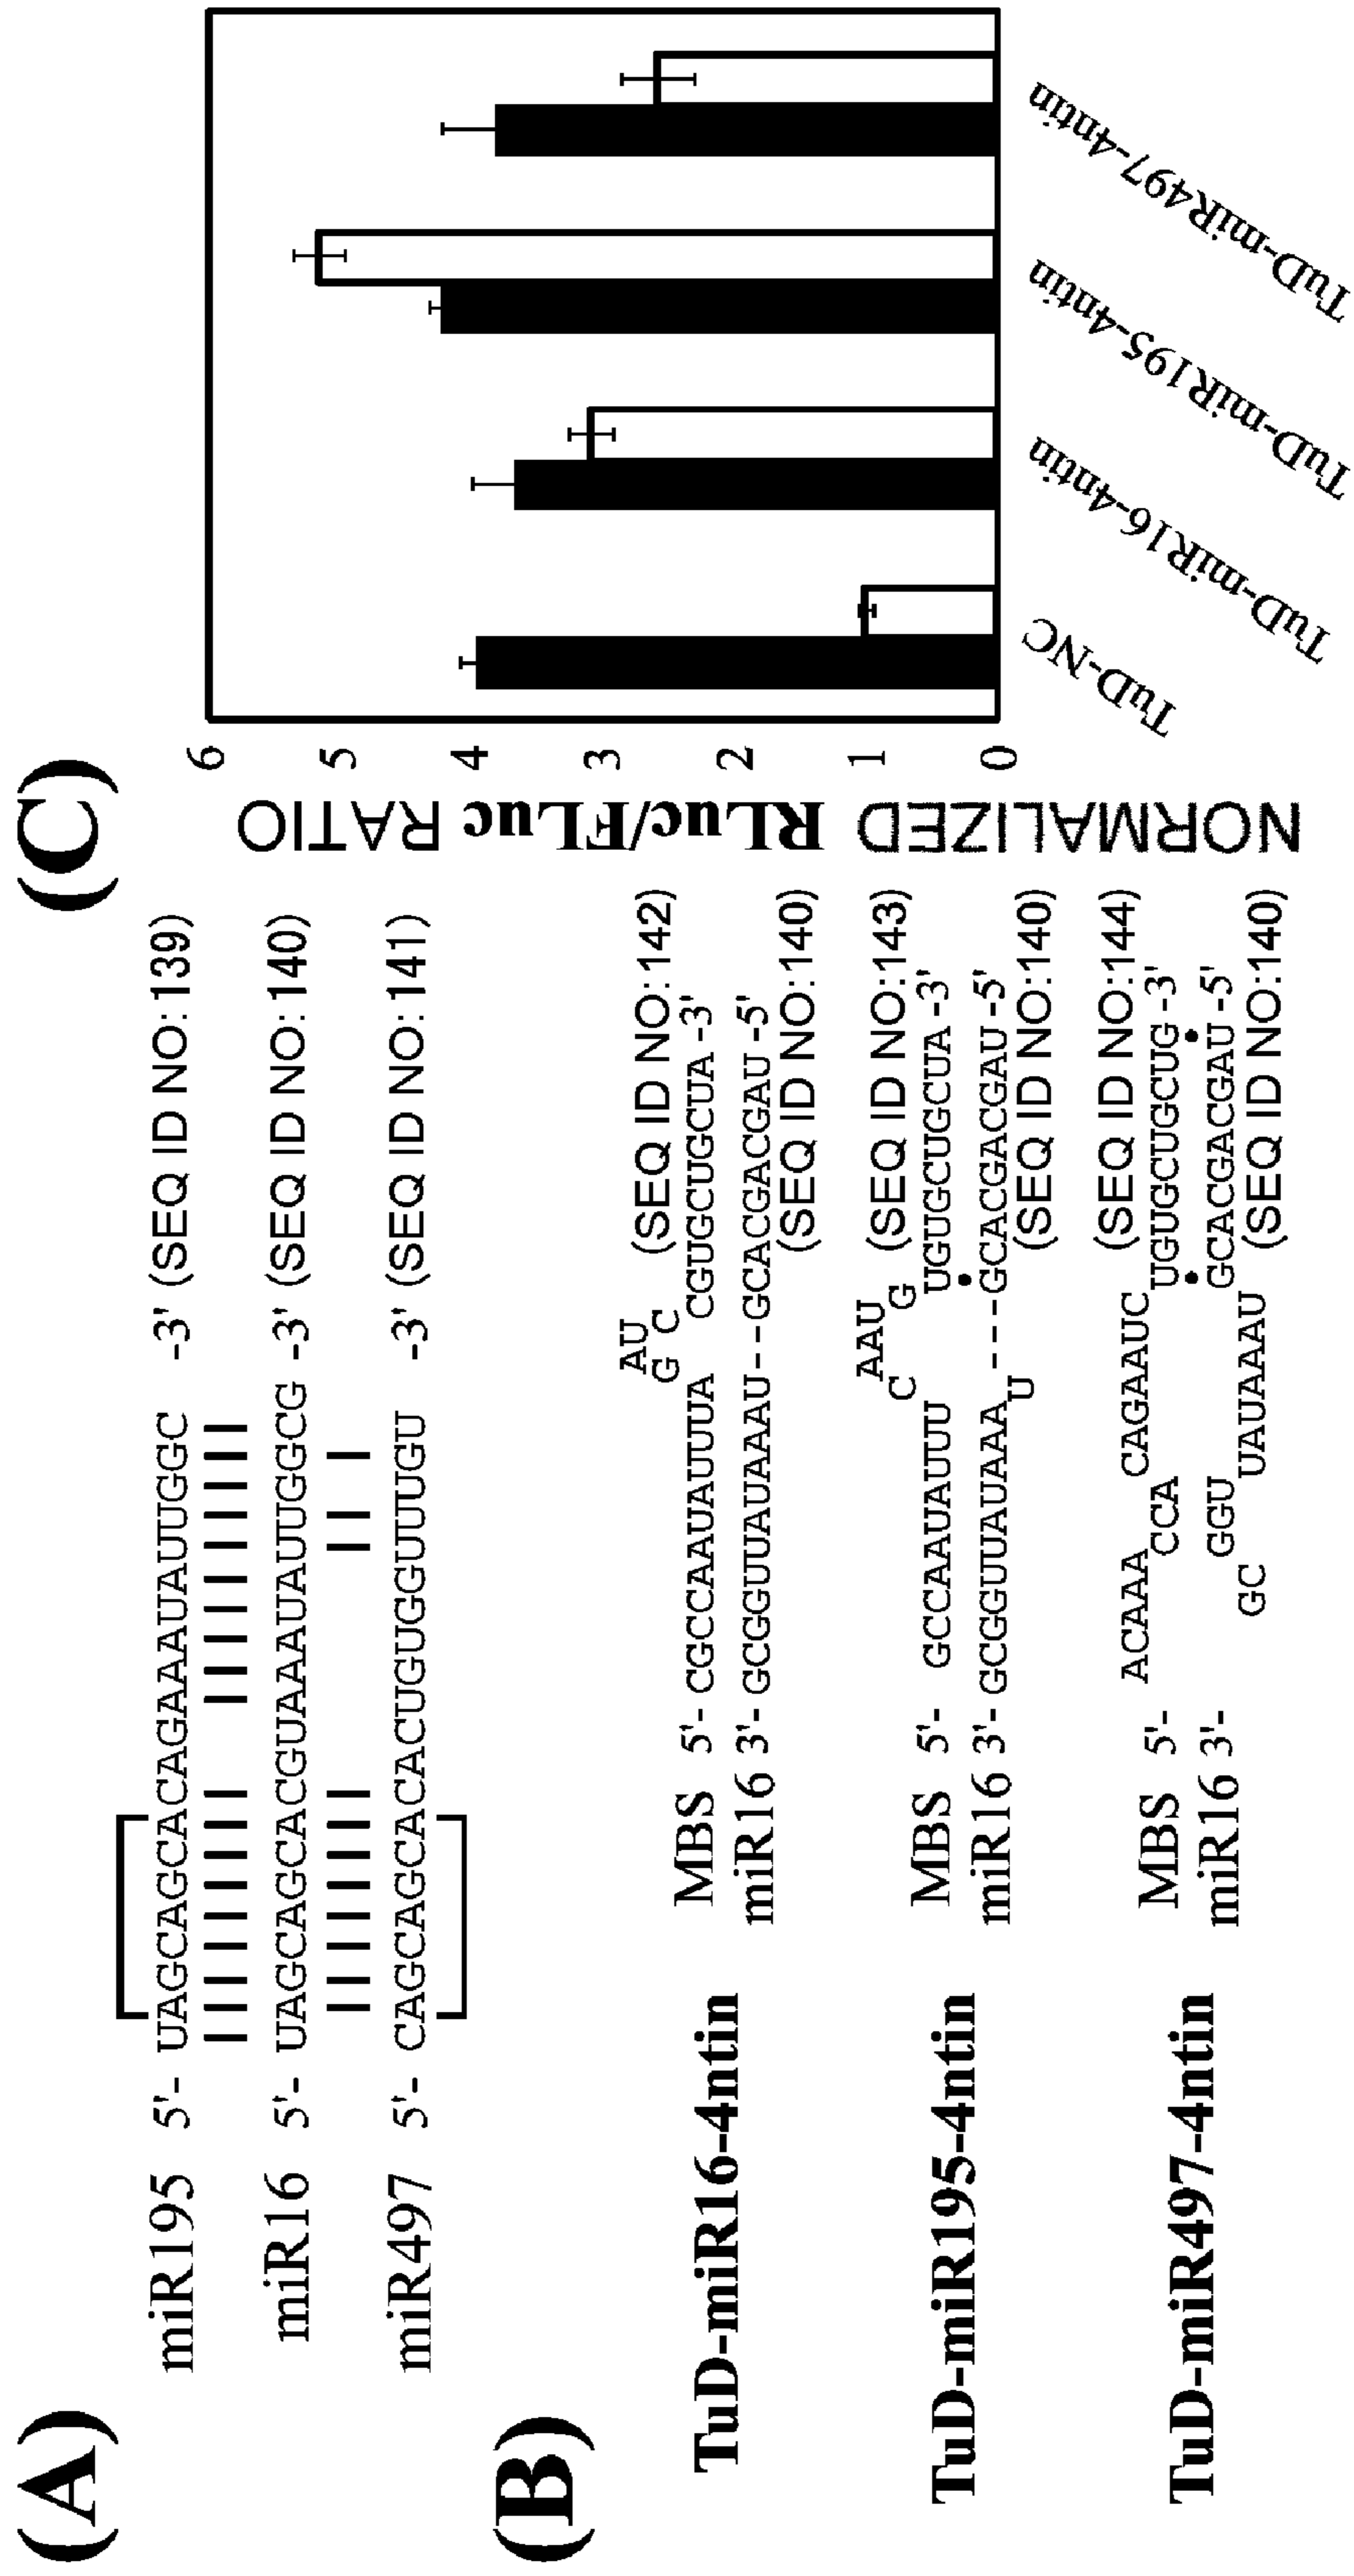 (A)
miR195 5'- UAGCAGCACAGAAAUAUUGGC -3' (SEQ ID NO:139)
miR16 5'- UAGCAGCACGUAAAUAUUGGCG -3' (SEQ ID NO:140)
miR497 5'- CAGCAGCACACUGUGGUUUGU -3' (SEQ ID NO:141)
(B)
TuD-miR16-4ntin
AU
G C
(SEQ ID NO:142)
MBS 5'- CGCCAAUAUUUA CGUGCUGCUA -3'
miR16 3'- GCGGUUAUAAAU--GCACGACGAU -5'
(SEQ ID NO:140)
TuD-miR195-4ntin
AAU
C G
(SEQ ID NO:143)
MBS 5'- GCCAAUAUUU UGUGCUGCUA -3'
miR16 3'- GCGGUUAUAAA ----GCACGACGAU -5'
U
(SEQ ID NO:140)
TuD-miR497-4ntin
(SEQ ID NO:144)
MBS 5'- ACAAA CCA CAGAAUC UGUGCUGCUG -3'
miR16 3'- GC GGU UAUAAAU GCACGACGAU -5'
(SEQ ID NO:140)
(C)
NORMALIZED RLuc/FLuc RATIO
6
5
4
3
2
1
0
TuD-NC
TuD-miR16-4ntin
TuD-miR195-4ntin
TuD-miR497-4ntin